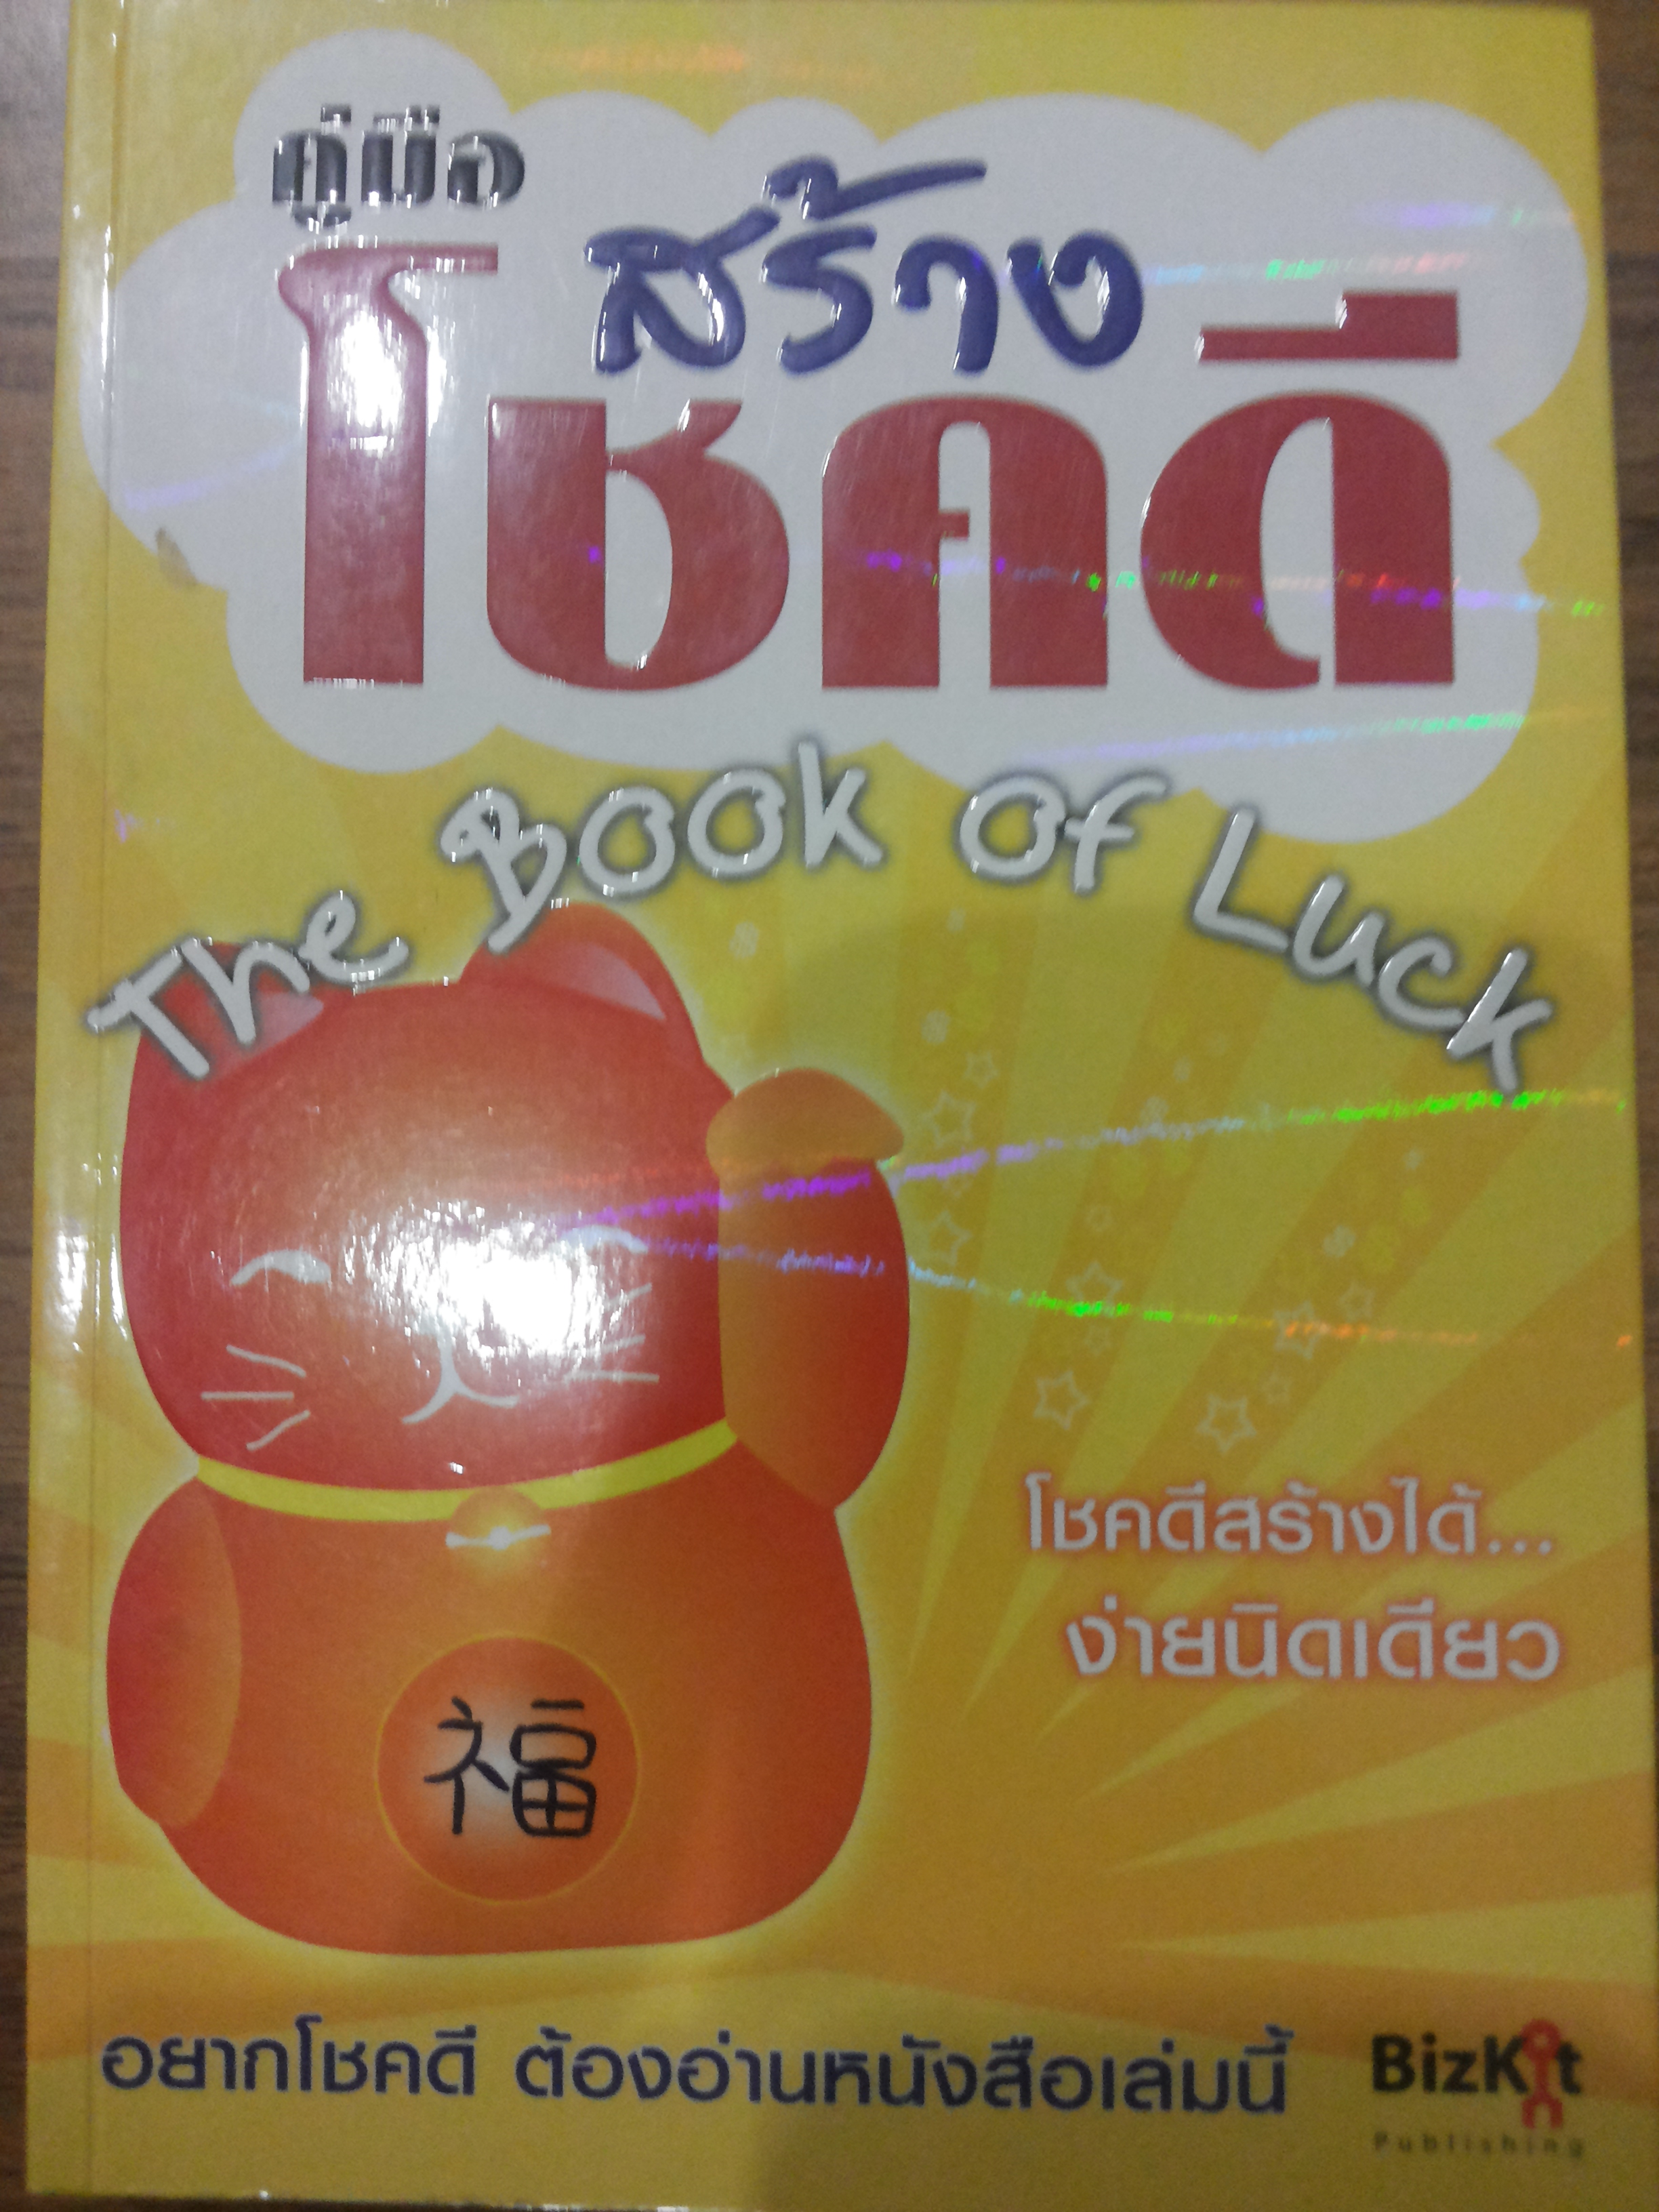 คู่มือ
สร้าง
โชคดี
The Book of Luck
โชคดีสร้างได้...
ง่ายนิดเดียว
福
อยากโชคดี ต้องอ่านหนังสือเล่มนี้
BizKit
Publishing